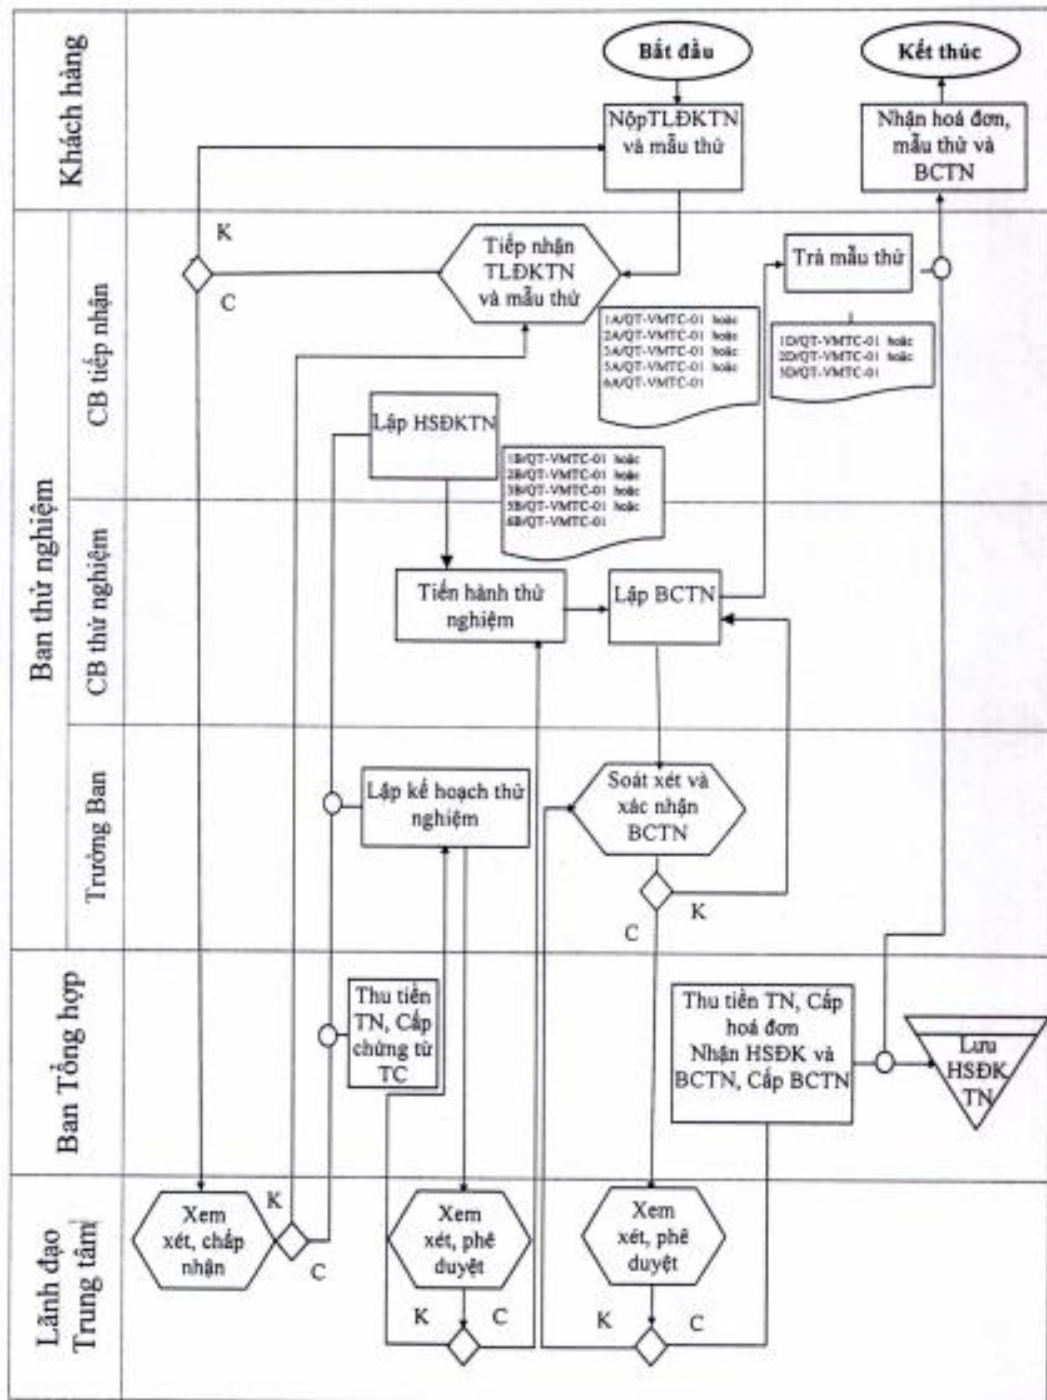 Khách hàng
Bắt đầu
Kết thúc
NộpTLĐKTN
và mẫu thử
Nhận hoá đơn,
mẫu thử và
BCTN
Ban thử nghiệm
CB tiếp nhận
K
C
Tiếp nhận
TLĐKTN
và mẫu thử
Trả mẫu thử
1A/QT-VMTC-01 hoặc
2A/QT-VMTC-01 hoặc
3A/QT-VMTC-01 hoặc
5A/QT-VMTC-01 hoặc
6A/QT-VMTC-01
1D/QT-VMTC-01 hoặc
2D/QT-VMTC-01 hoặc
3D/QT-VMTC-01
Lập HSĐKTN
1B/QT-VMTC-01 hoặc
2B/QT-VMTC-01 hoặc
3B/QT-VMTC-01 hoặc
5B/QT-VMTC-01 hoặc
6B/QT-VMTC-01
CB thử nghiệm
Tiến hành thử
nghiệm
Lập BCTN
Trưởng Ban
Lập kế hoạch thử
nghiệm
Soát xét và
xác nhận
BCTN
K
C
Ban Tổng hợp
Thu tiền
TN, Cấp
chứng từ
TC
Thu tiền TN, Cấp
hoá đơn
Nhận HSĐK và
BCTN, Cấp BCTN
Lưu
HSĐK
TN
Lãnh đạo
Trung tâm
Xem
xét, chấp
nhận
K
C
Xem
xét, phê
duyệt
K
C
Xem
xét, phê
duyệt
K
C